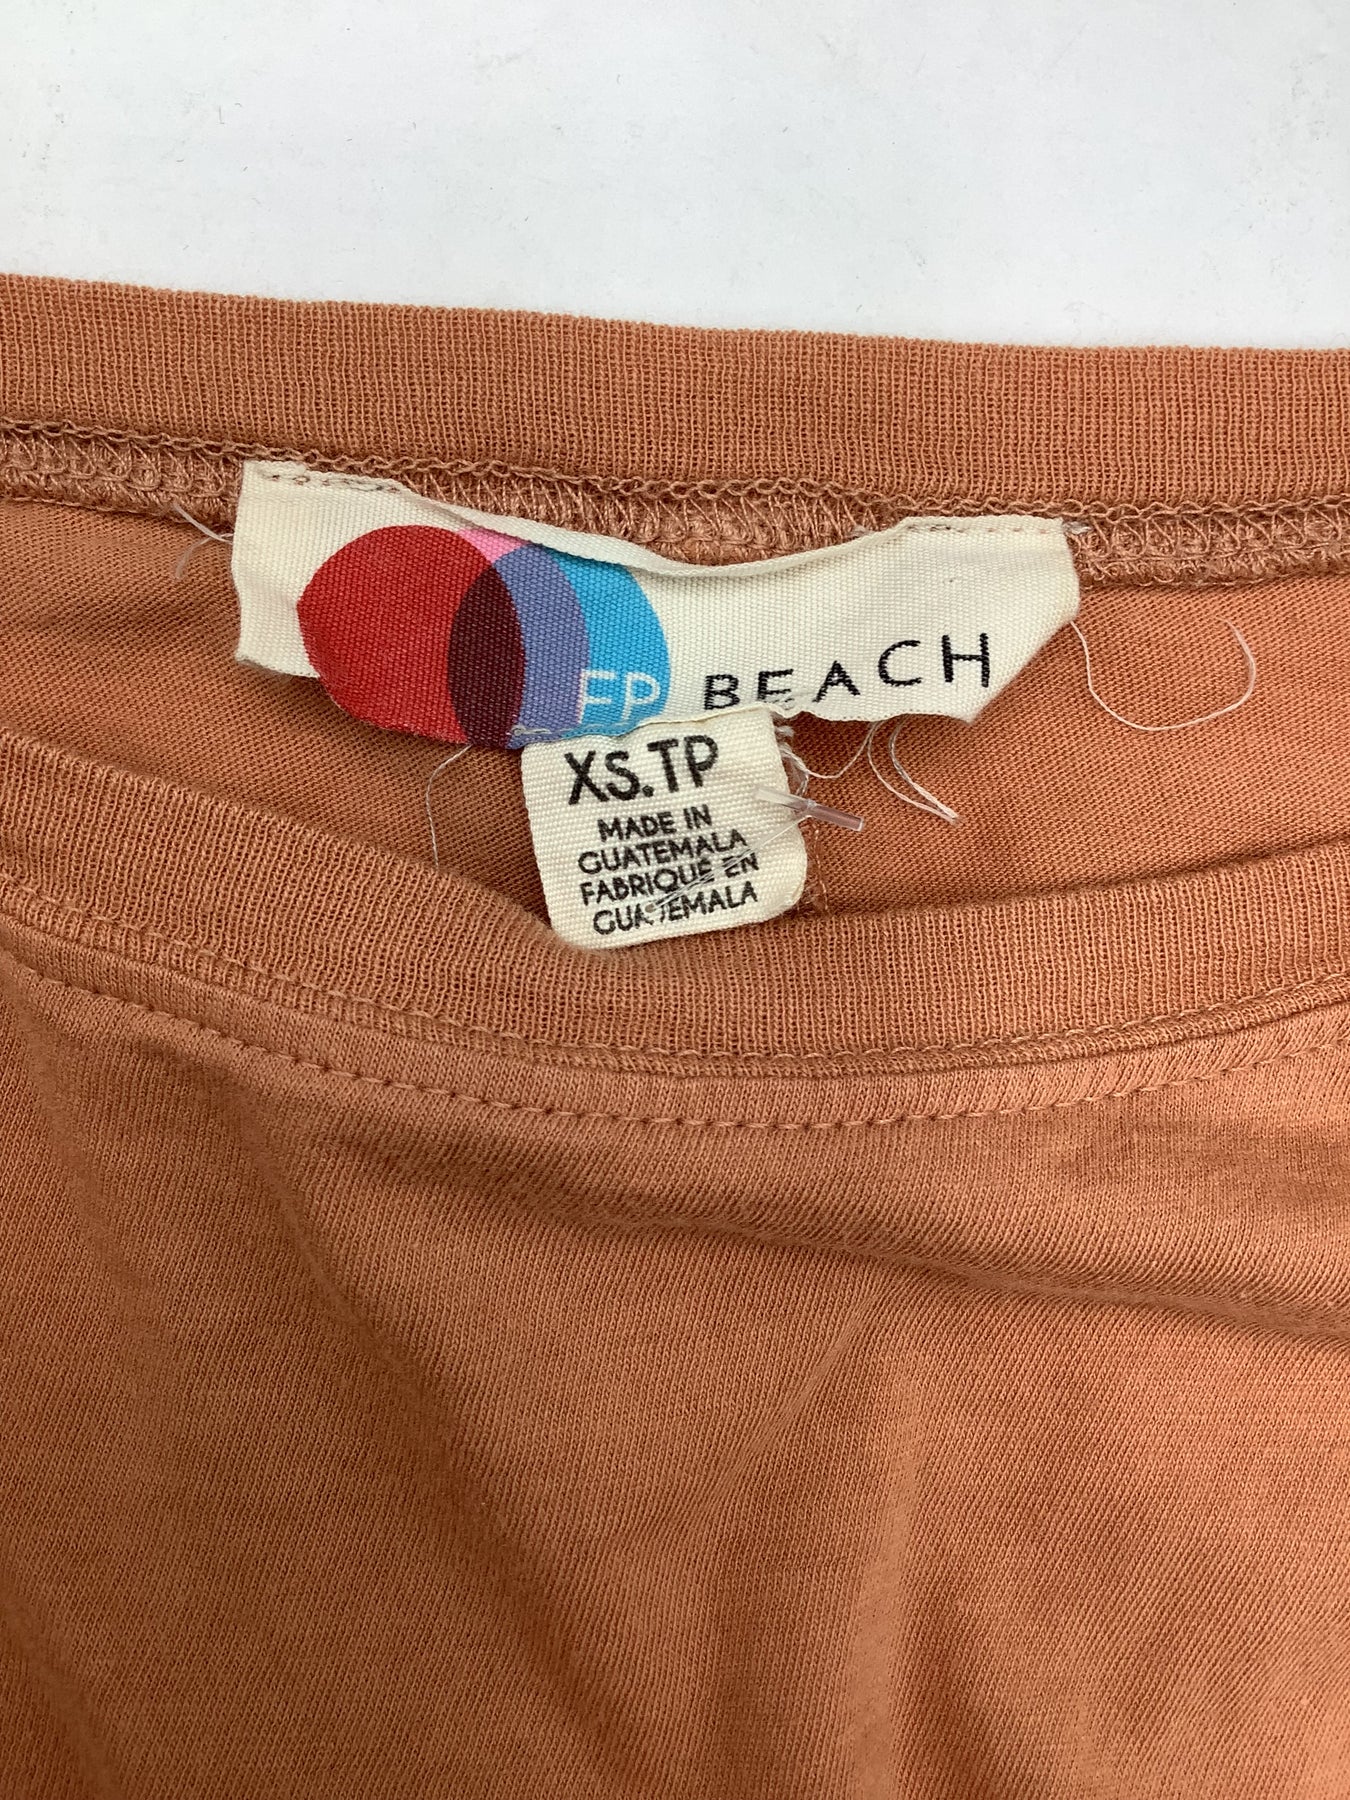 FP BEACH
XS.TP
MADE IN
GUATEMALA
FABRIQUÉ EN
GUATEMALA